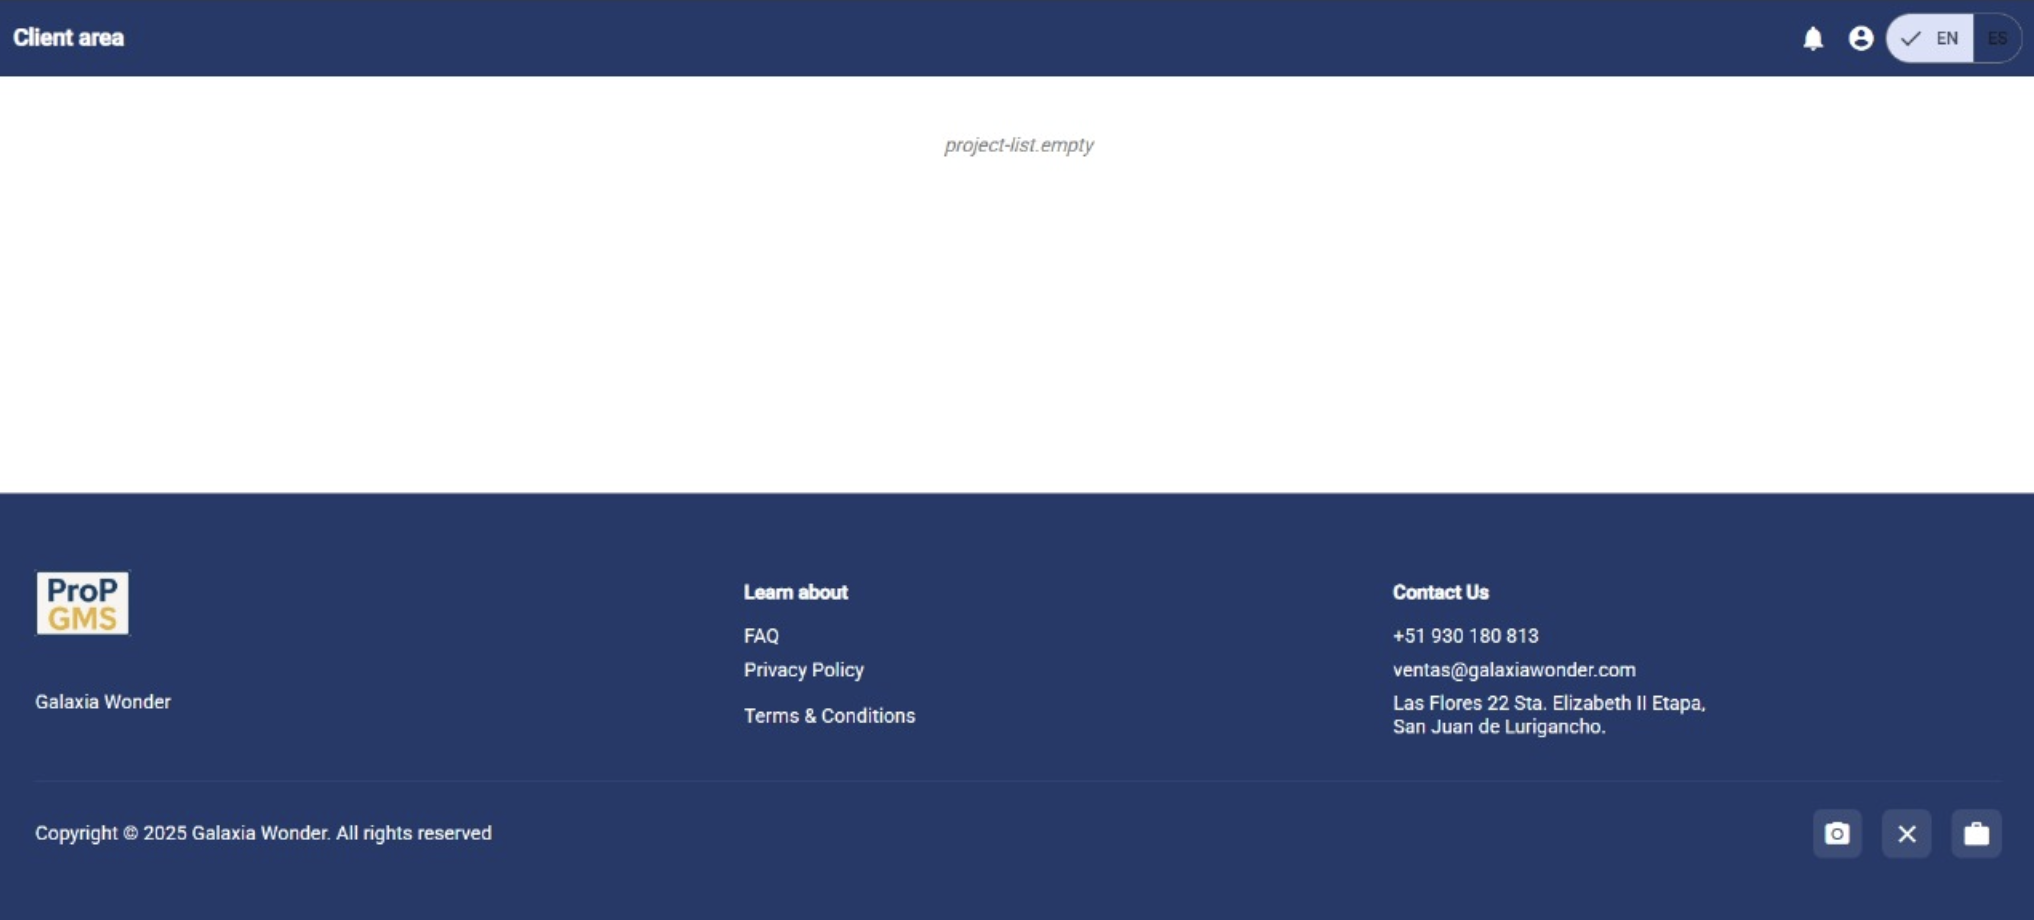 Client area
EN
ES
project-list.empty
ProP
GMS
Galaxia Wonder
Learn about
FAQ
Privacy Policy
Terms & Conditions
Contact Us
+51 930 180 813
ventas@galaxiawonder.com
Las Flores 22 Sta. Elizabeth II Etapa,
San Juan de Lurigancho.
Copyright © 2025 Galaxia Wonder. All rights reserved